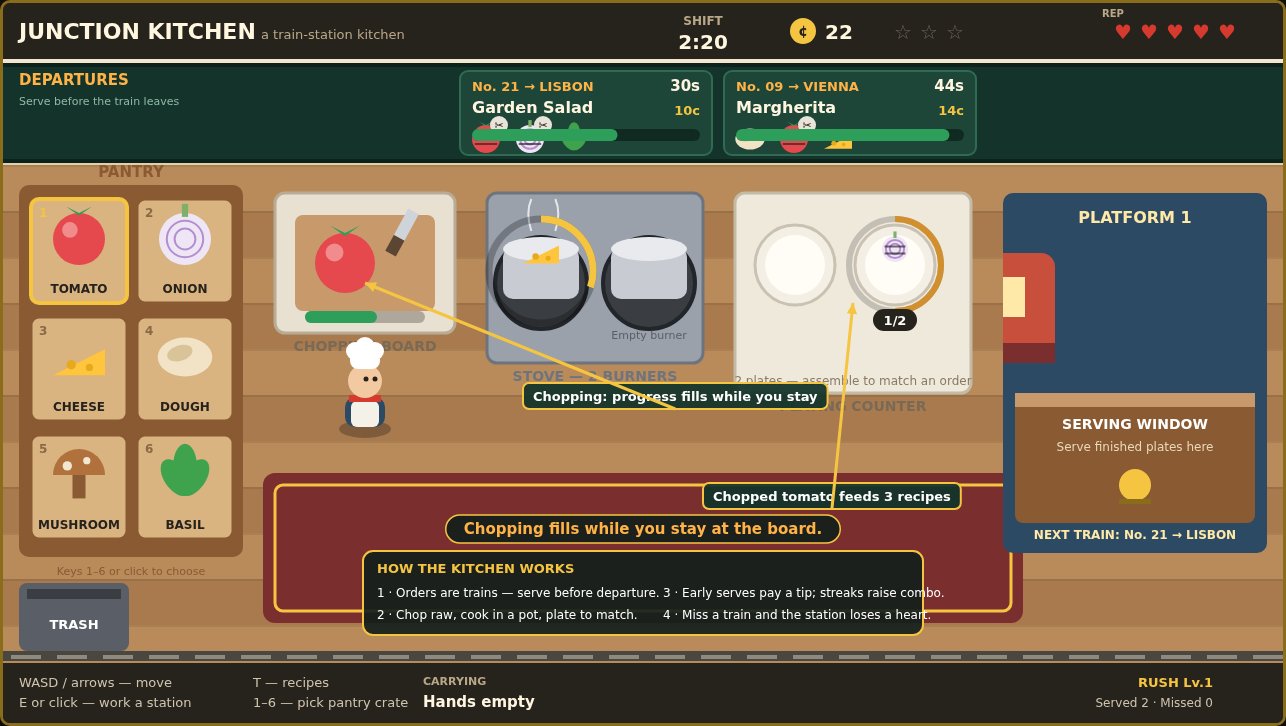 JUNCTION KITCHEN a train-station kitchen
SHIFT
2:20
¢ 22
☆ ☆ ☆
REP
♥ ♥ ♥ ♥ ♥
DEPARTURES
Serve before the train leaves
No. 21 → LISBON 30s
Garden Salad 10c
No. 09 → VIENNA 44s
Margherita 14c
PANTRY
1
TOMATO
2
ONION
3
CHEESE
4
DOUGH
5
MUSHROOM
6
BASIL
Keys 1–6 or click to choose
TRASH
BOARD
Empty burner
STOVE — 2 BURNERS
1/2
2 plates — assemble to match an order
COUNTER
Chopping: progress fills while you stay
Chopped tomato feeds 3 recipes
Chopping fills while you stay at the board.
HOW THE KITCHEN WORKS
1 · Orders are trains — serve before departure. 3 · Early serves pay a tip; streaks raise combo.
2 · Chop raw, cook in a pot, plate to match. 4 · Miss a train and the station loses a heart.
PLATFORM 1
SERVING WINDOW
Serve finished plates here
NEXT TRAIN: No. 21 → LISBON
WASD / arrows — move
E or click — work a station
T — recipes
1–6 — pick pantry crate
CARRYING
Hands empty
RUSH Lv.1
Served 2 · Missed 0